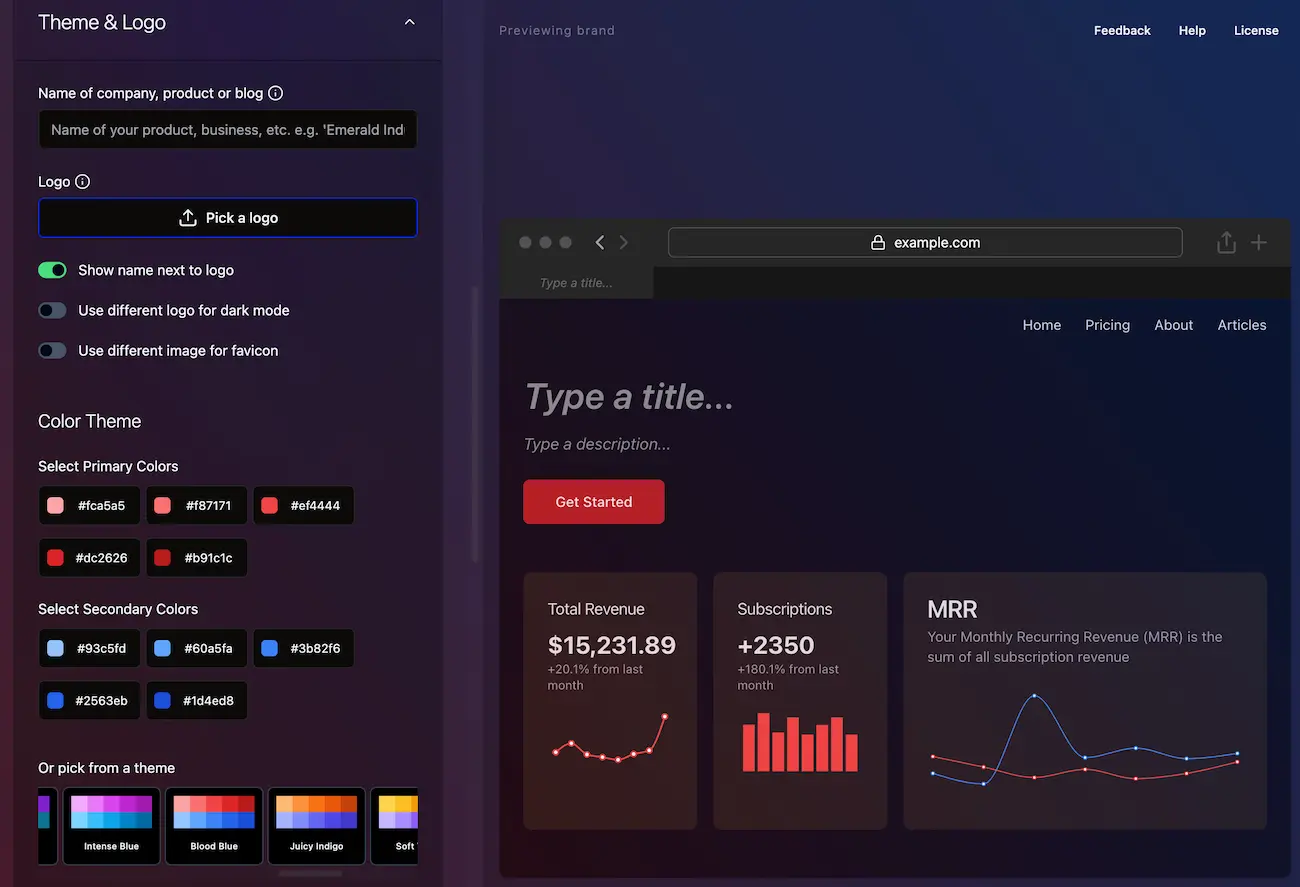 Theme & Logo
Name of company, product or blog
Name of your product, business, etc. e.g. 'Emerald Ind
Logo
Pick a logo
Show name next to logo
Use different logo for dark mode
Use different image for favicon
Color Theme
Select Primary Colors
#fca5a5 #f87171 #ef4444
#dc2626 #b91c1c
Select Secondary Colors
#93c5fd #60a5fa #3b82f6
#2563eb #1d4ed8
Or pick from a theme
Intense Blue Blood Blue Juicy Indigo Soft
Previewing brand
Feedback Help License
example.com
Type a title...
Home Pricing About Articles
Type a title...
Type a description...
Get Started
Total Revenue
$15,231.89
+20.1% from last
month
Subscriptions
+2350
+180.1% from last
month
MRR
Your Monthly Recurring Revenue (MRR) is the
sum of all subscription revenue